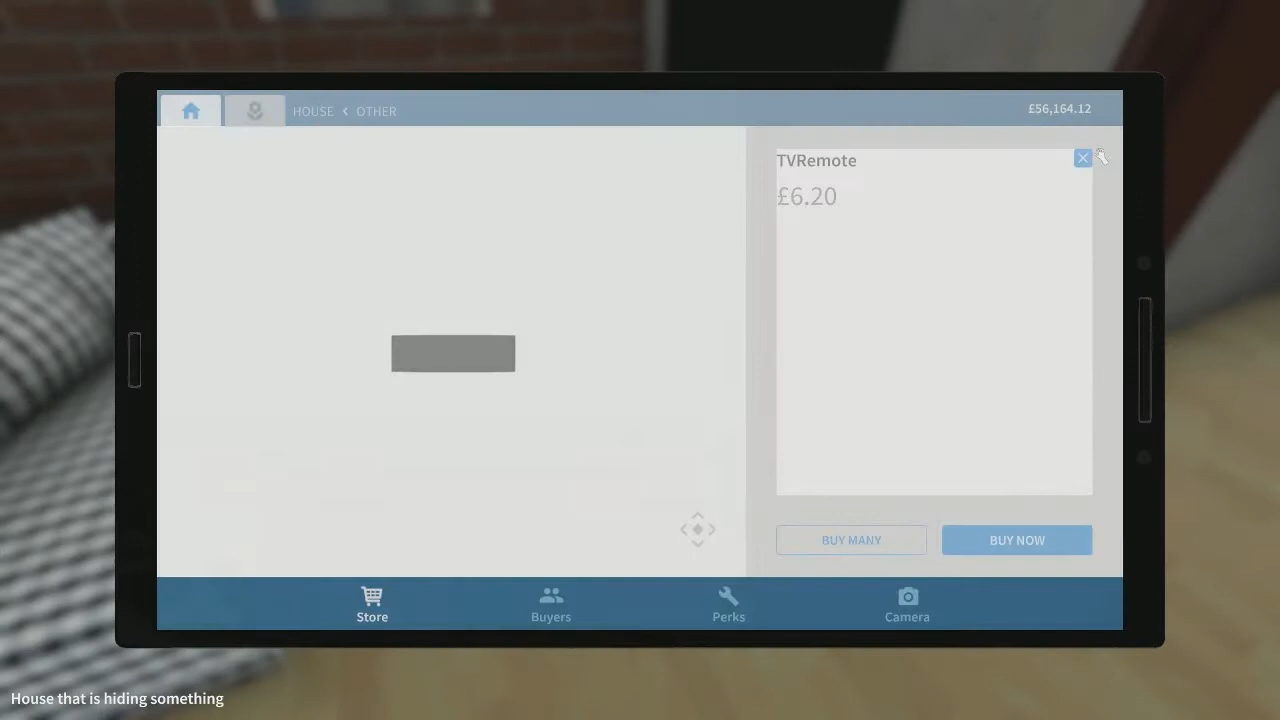 HOUSE < OTHER
£56,164.12
TVRemote
£6.20
BUY MANY
BUY NOW
Store
Buyers
Perks
Camera
House that is hiding something